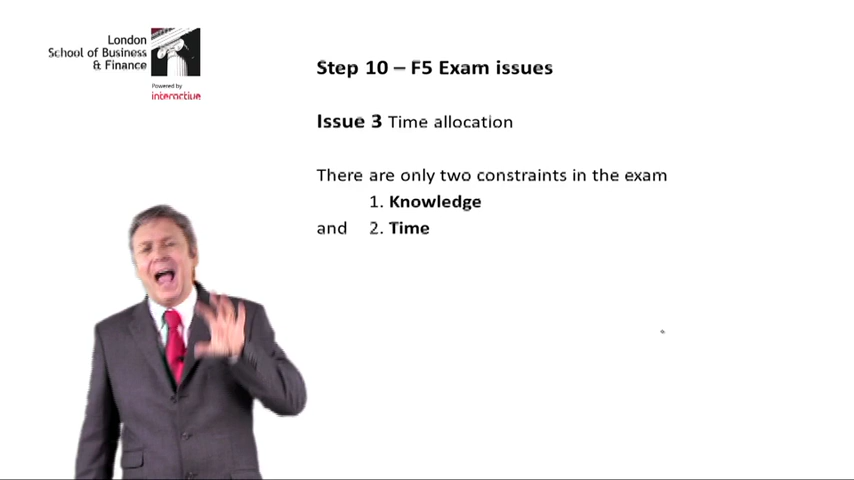 London
School of Business
& Finance
Powered by
interactive
Step 10 – F5 Exam issues
Issue 3 Time allocation
There are only two constraints in the exam
1. Knowledge
and 2. Time